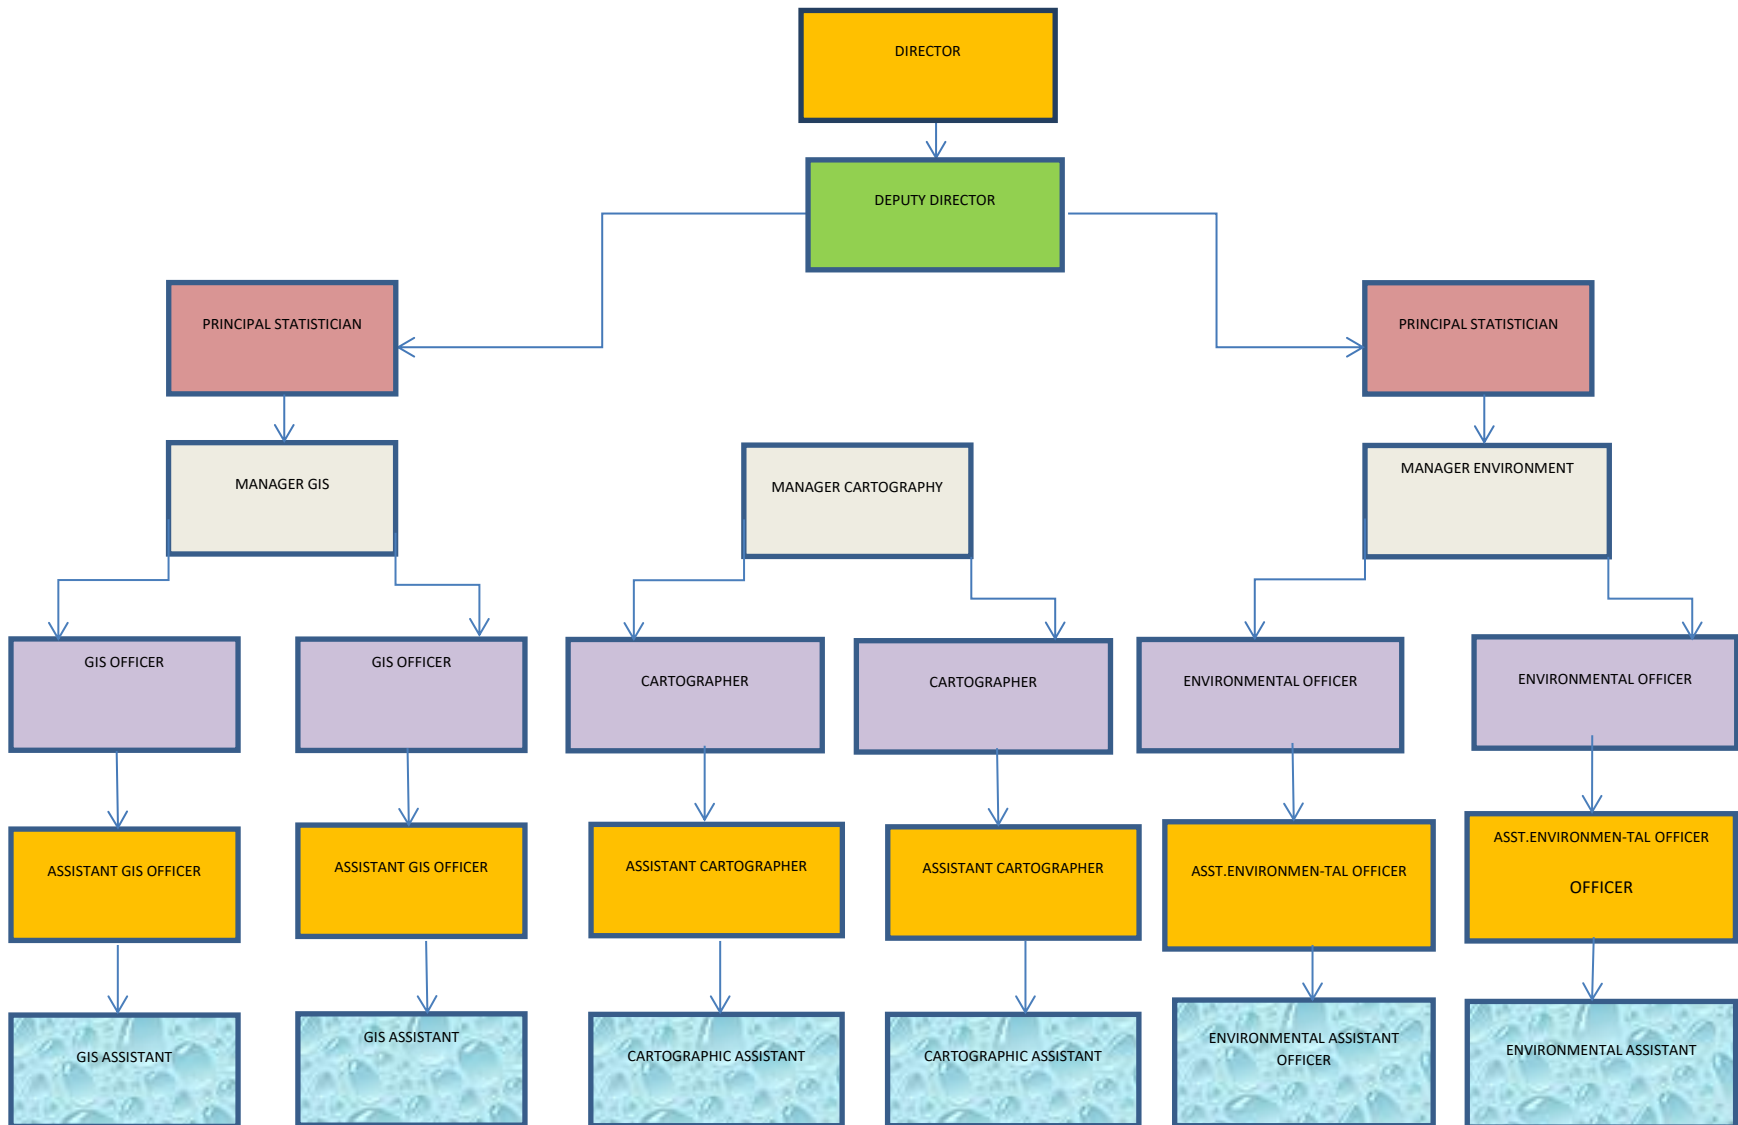 DIRECTOR
DEPUTY DIRECTOR
PRINCIPAL STATISTICIAN
PRINCIPAL STATISTICIAN
MANAGER GIS
MANAGER CARTOGRAPHY
MANAGER ENVIRONMENT
GIS OFFICER
GIS OFFICER
CARTOGRAPHER
CARTOGRAPHER
ENVIRONMENTAL OFFICER
ENVIRONMENTAL OFFICER
ASSISTANT GIS OFFICER
ASSISTANT GIS OFFICER
ASSISTANT CARTOGRAPHER
ASSISTANT CARTOGRAPHER
ASST.ENVIRONMEN-TAL OFFICER
ASST.ENVIRONMEN-TAL OFFICER
OFFICER
GIS ASSISTANT
GIS ASSISTANT
CARTOGRAPHIC ASSISTANT
CARTOGRAPHIC ASSISTANT
ENVIRONMENTAL ASSISTANT
OFFICER
ENVIRONMENTAL ASSISTANT